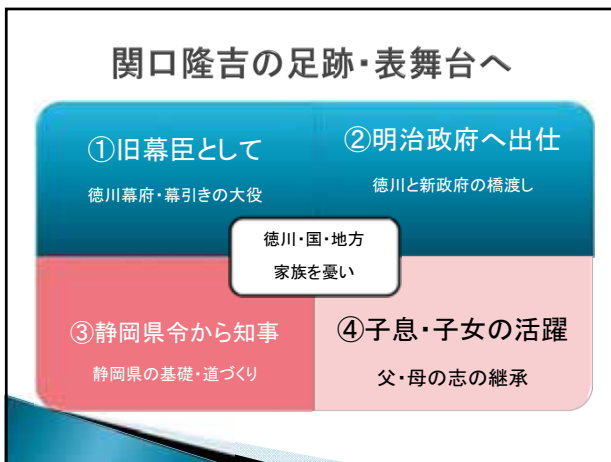 関口隆吉の足跡・表舞台へ
①旧幕臣として
徳川幕府・幕引きの大役
②明治政府へ出仕
徳川と新政府の橋渡し
徳川・国・地方
家族を憂い
③静岡県令から知事
静岡県の基礎・道づくり
④子息・子女の活躍
父・母の志の継承